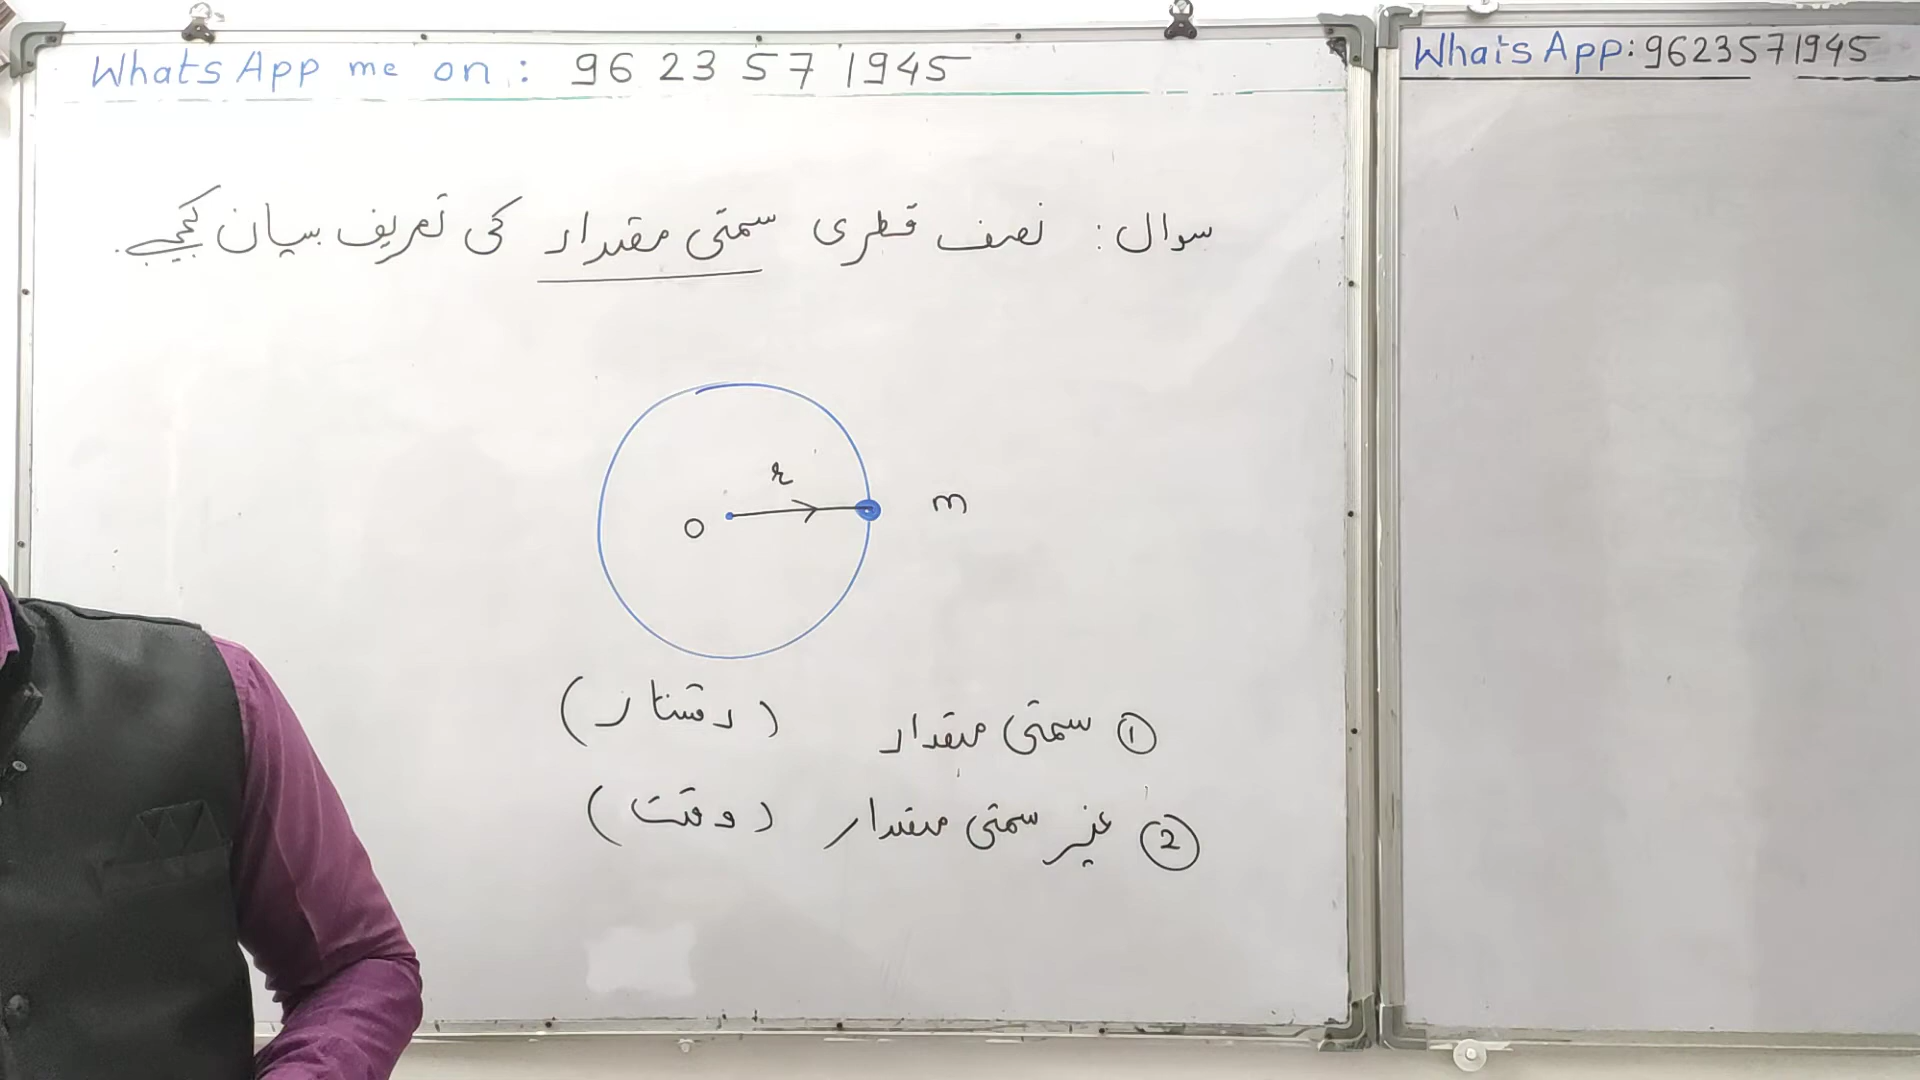 WhatsApp me on : 96 23 57 1945
WhatsApp: 9623571945
سوال : نصف قطری سمتی مقدار کی تعریف بیان کیجیے۔
r
O
m
① سمتی مقدار (رفتار)
② غیر سمتی مقدار (وقت)